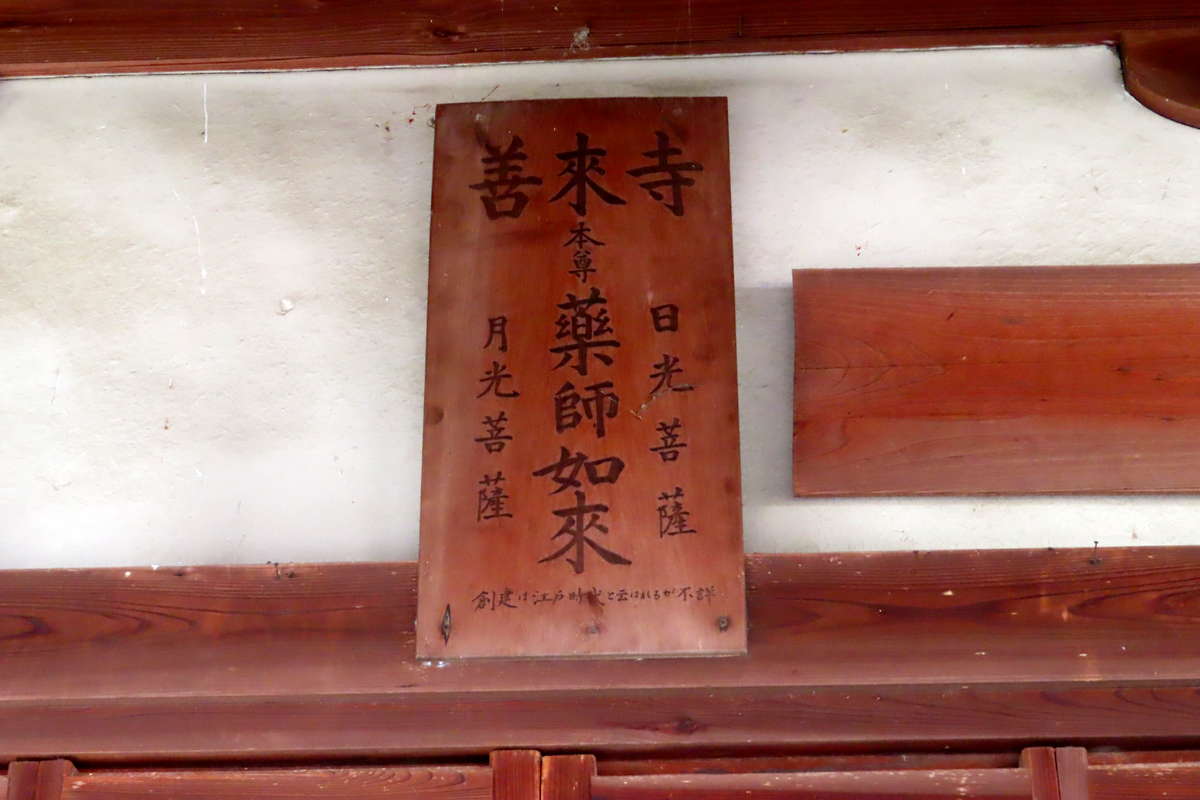 善來寺
本尊
藥師如來
日光菩薩
月光菩薩
創建は江戸時代と云はれるが不詳